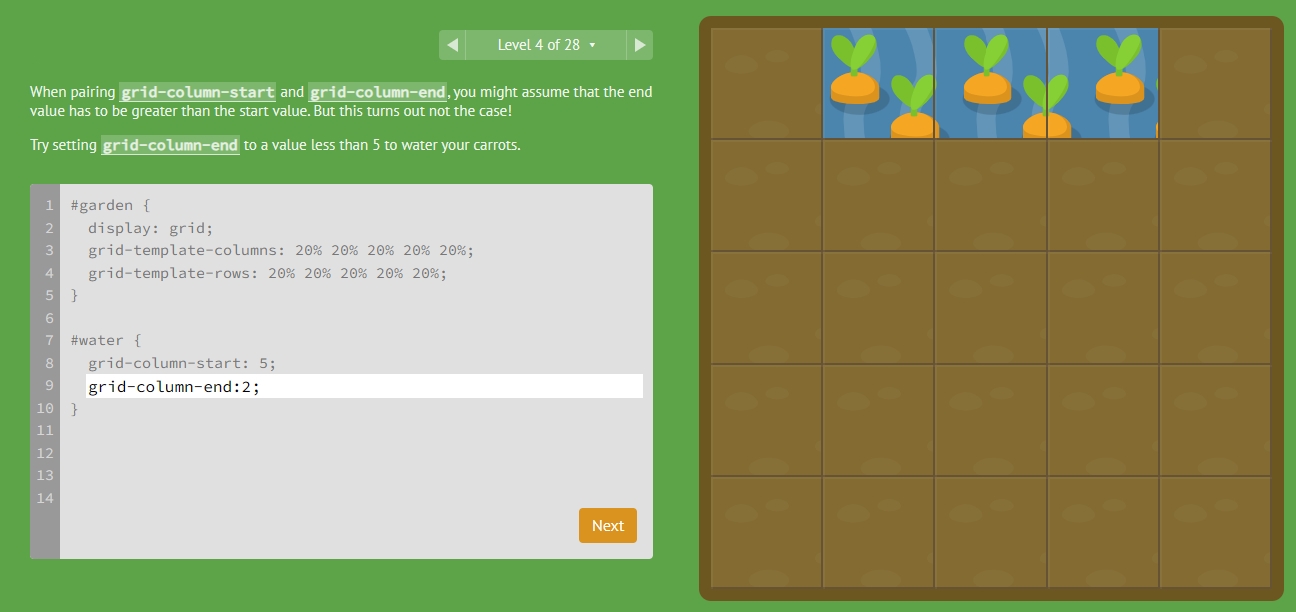 Level 4 of 28
When pairing grid-column-start and grid-column-end, you might assume that the end
value has to be greater than the start value. But this turns out not the case!
Try setting grid-column-end to a value less than 5 to water your carrots.
1 #garden {
2 display: grid;
3 grid-template-columns: 20% 20% 20% 20% 20%;
4 grid-template-rows: 20% 20% 20% 20% 20%;
5 }
6
7 #water {
8 grid-column-start: 5;
9 grid-column-end:2;
10 }
11
12
13
14
Next